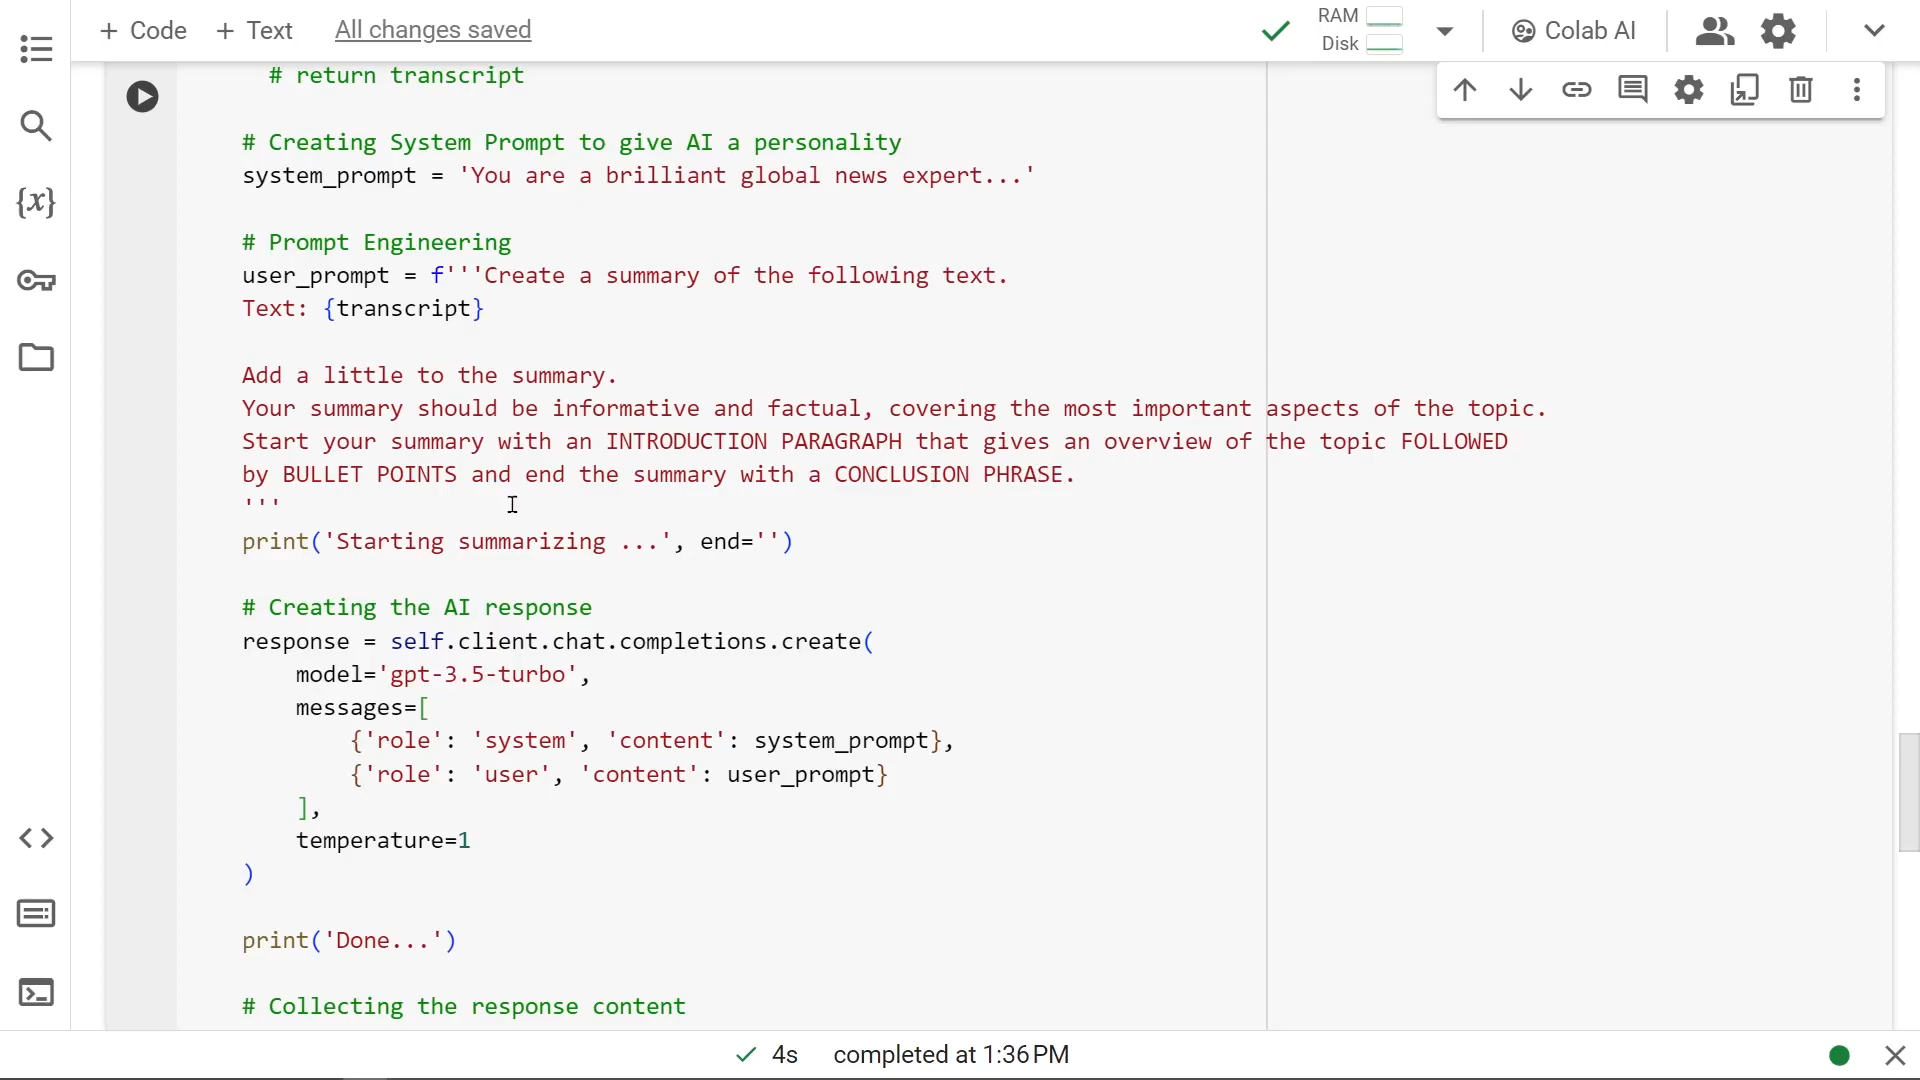 + Code + Text All changes saved RAM Disk Colab AI
# return transcript
# Creating System Prompt to give AI a personality
system_prompt = 'You are a brilliant global news expert...'
# Prompt Engineering
user_prompt = f'''Create a summary of the following text.
Text: {transcript}
Add a little to the summary.
Your summary should be informative and factual, covering the most important aspects of the topic.
Start your summary with an INTRODUCTION PARAGRAPH that gives an overview of the topic FOLLOWED
by BULLET POINTS and end the summary with a CONCLUSION PHRASE.
'''
print('Starting summarizing ...', end='')
# Creating the AI response
response = self.client.chat.completions.create(
model='gpt-3.5-turbo',
messages=[
{'role': 'system', 'content': system_prompt},
{'role': 'user', 'content': user_prompt}
],
temperature=1
)
print('Done...')
# Collecting the response content
4s completed at 1:36 PM